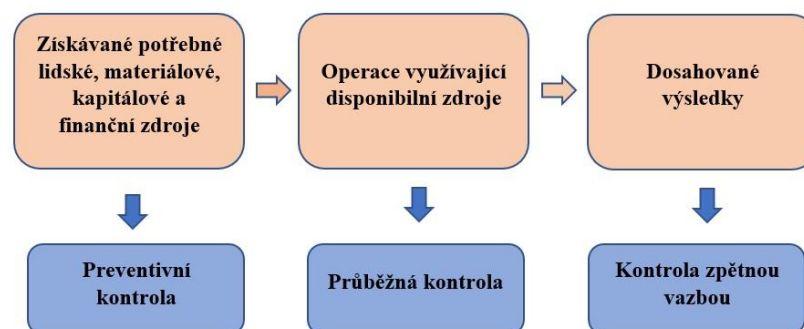 Získávané potřebné
lidské, materiálové,
kapitálové a
finanční zdroje
Operace využívající
disponibilní zdroje
Dosahované
výsledky
Preventivní
kontrola
Průběžná kontrola
Kontrola zpětnou
vazbou